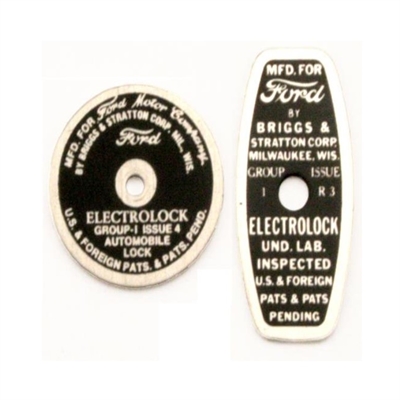 MFD. FOR Ford Motor Company.
BY BRIGGS & STRATTON CORP., MIL., WIS.
Ford
ELECTROLOCK
GROUP-I ISSUE 4
AUTOMOBILE
LOCK
U.S. & FOREIGN PATS. & PATS. PEND.
MFD. FOR
Ford
BY
BRIGGS &
STRATTON CORP.
MILWAUKEE, WIS.
GROUP ISSUE
1 R3
ELECTROLOCK
UND. LAB.
INSPECTED
U.S. & FOREIGN
PATS & PATS
PENDING